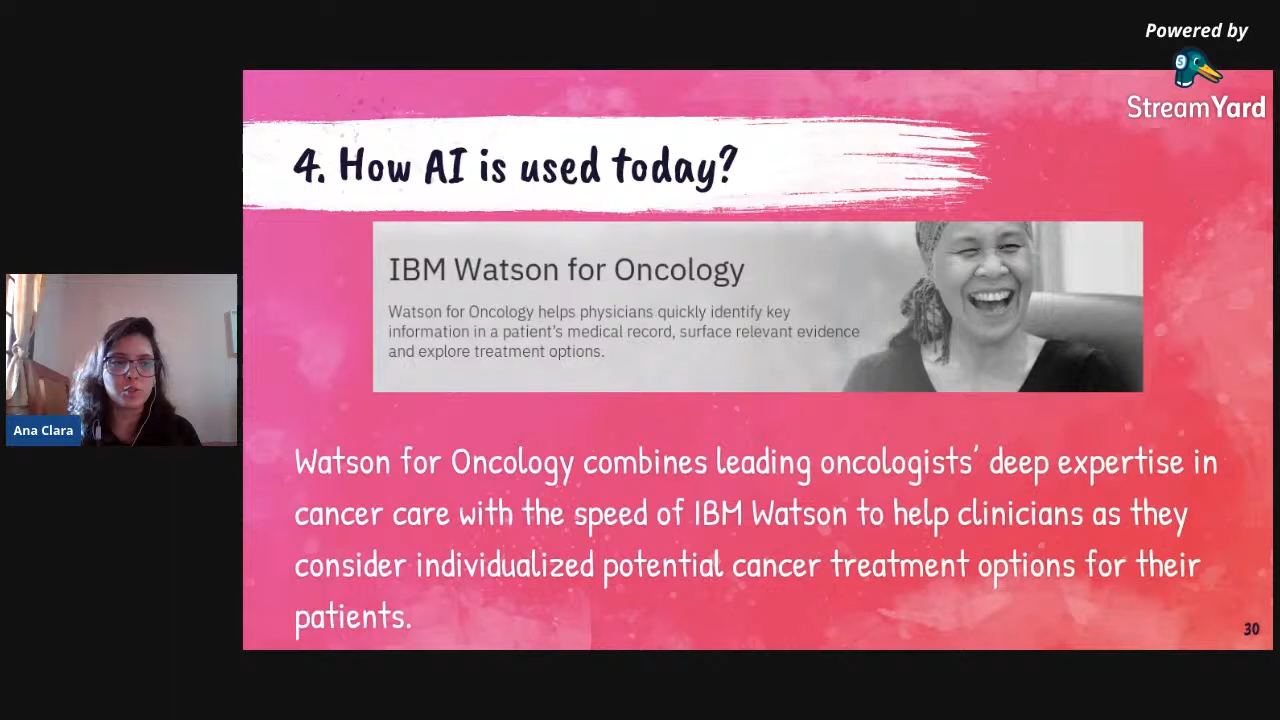 Powered by
StreamYard
4. How AI is used today?
IBM Watson for Oncology
Watson for Oncology helps physicians quickly identify key
information in a patient's medical record, surface relevant evidence
and explore treatment options.
Ana Clara
Watson for Oncology combines leading oncologists' deep expertise in
cancer care with the speed of IBM Watson to help clinicians as they
consider individualized potential cancer treatment options for their
patients.
30